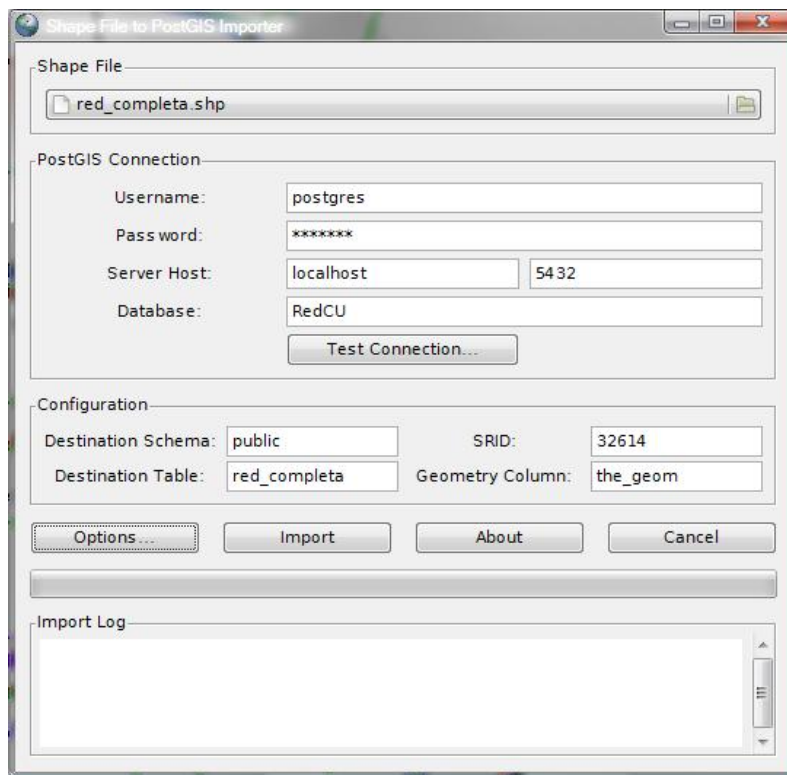 Shape File to PostGIS Importer
Shape File
red_completa.shp
PostGIS Connection
Username: postgres
Password: *******
Server Host: localhost 5432
Database: RedCU
Test Connection...
Configuration
Destination Schema: public SRID: 32614
Destination Table: red_completa Geometry Column: the_geom
Options... Import About Cancel
Import Log